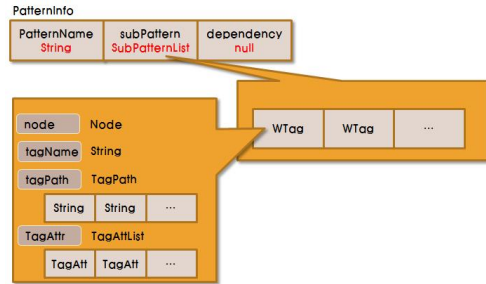 PatternInfo
PatternName subPattern dependency
String SubPatternList null
WTag WTag ...
node Node
tagName String
tagPath TagPath
String String ...
TagAttr TagAttList
TagAtt TagAtt ...